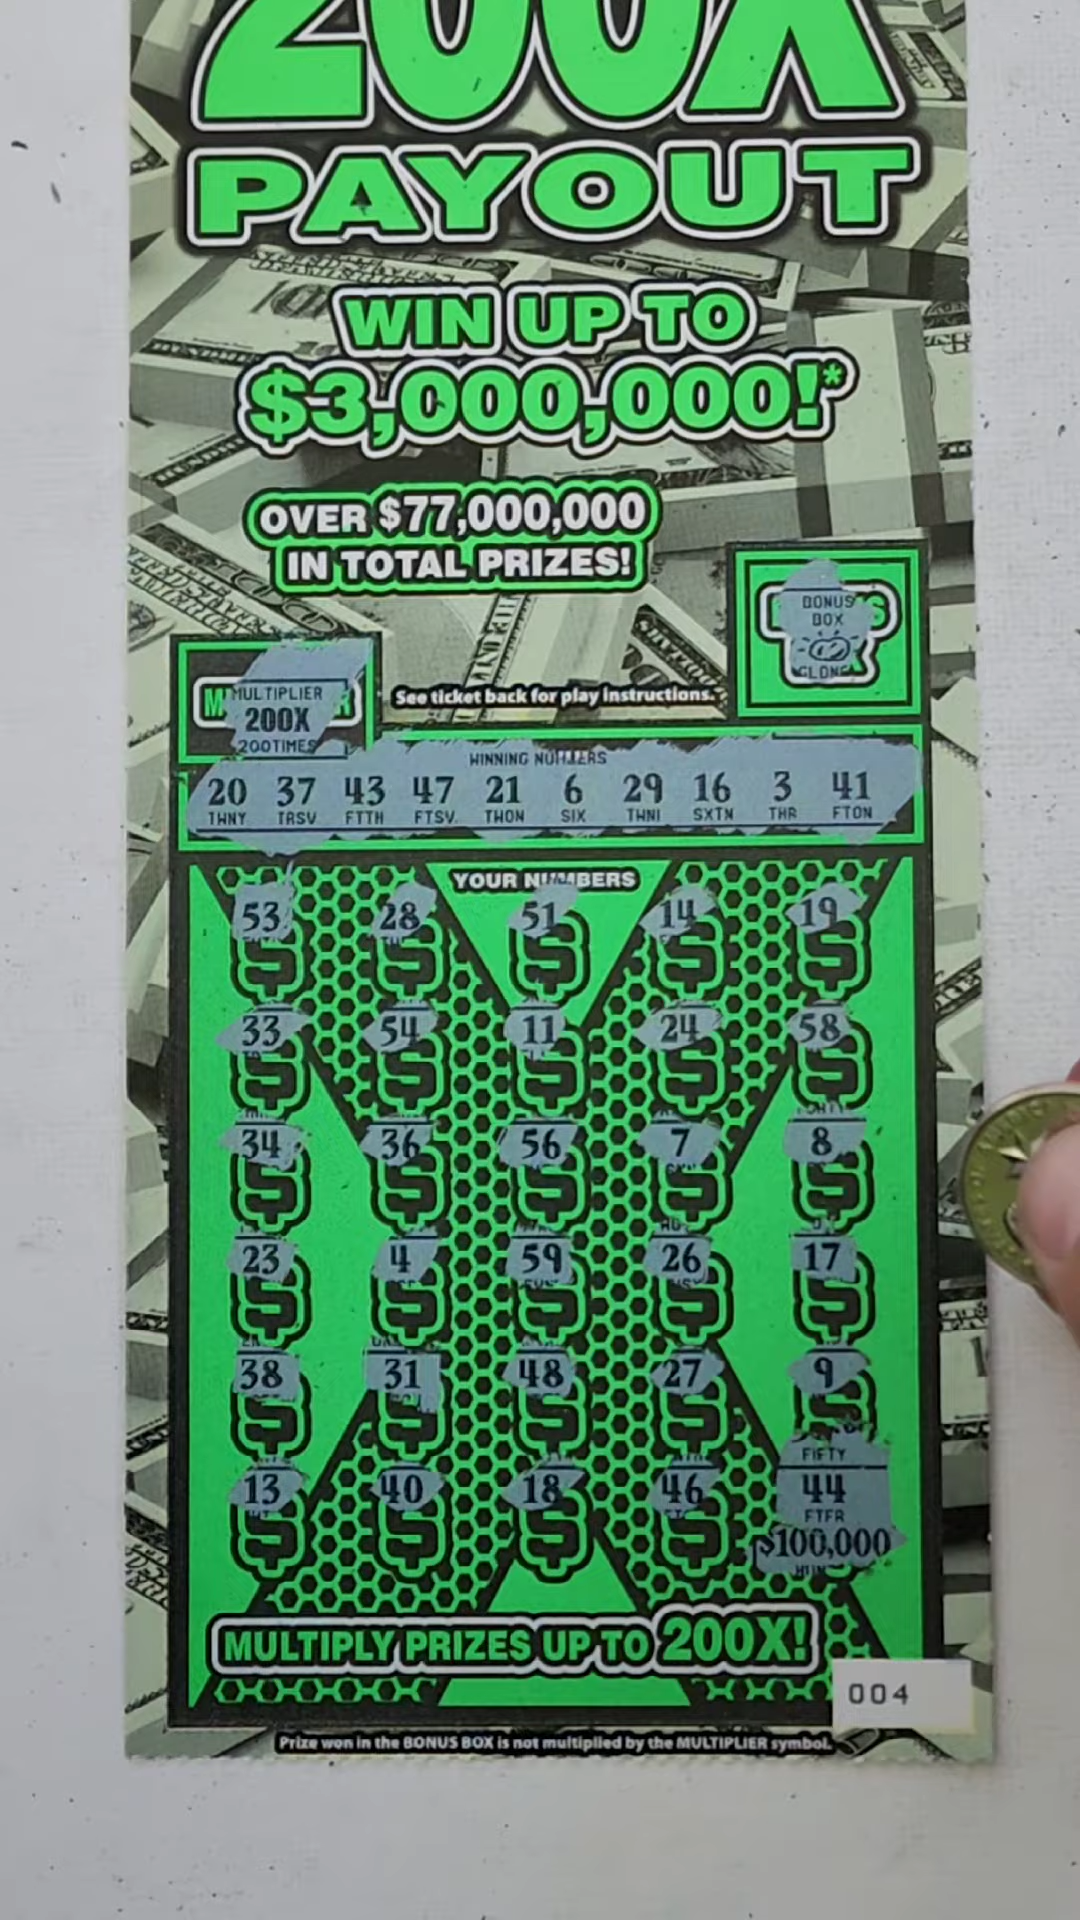 200X
PAYOUT
WIN UP TO
$3,000,000!*
OVER $77,000,000
IN TOTAL PRIZES!
BONUS
BOX
MULTIPLIER
200X
200TIMES
See ticket back for play instructions.
WINNING NUMBERS
20 37 43 47 21 6 29 16 3 41
TWNY TRSV FTTH FTSV TWON SIX TWNI SXTN THR FTON
YOUR NUMBERS
53 28 51 14 19
$ $ $ $ $
33 54 11 24 58
$ $ $ $ $
34 36 56 7 8
$ $ $ $ $
23 4 59 26 17
$ $ $ $ $
38 31 48 27 9
$ $ $ $ $
FIFTY
13 40 18 46 44
FTFR
$ $ $ $ $100,000
MULTIPLY PRIZES UP TO 200X!
004
Prize won in the BONUS BOX is not multiplied by the MULTIPLIER symbol.